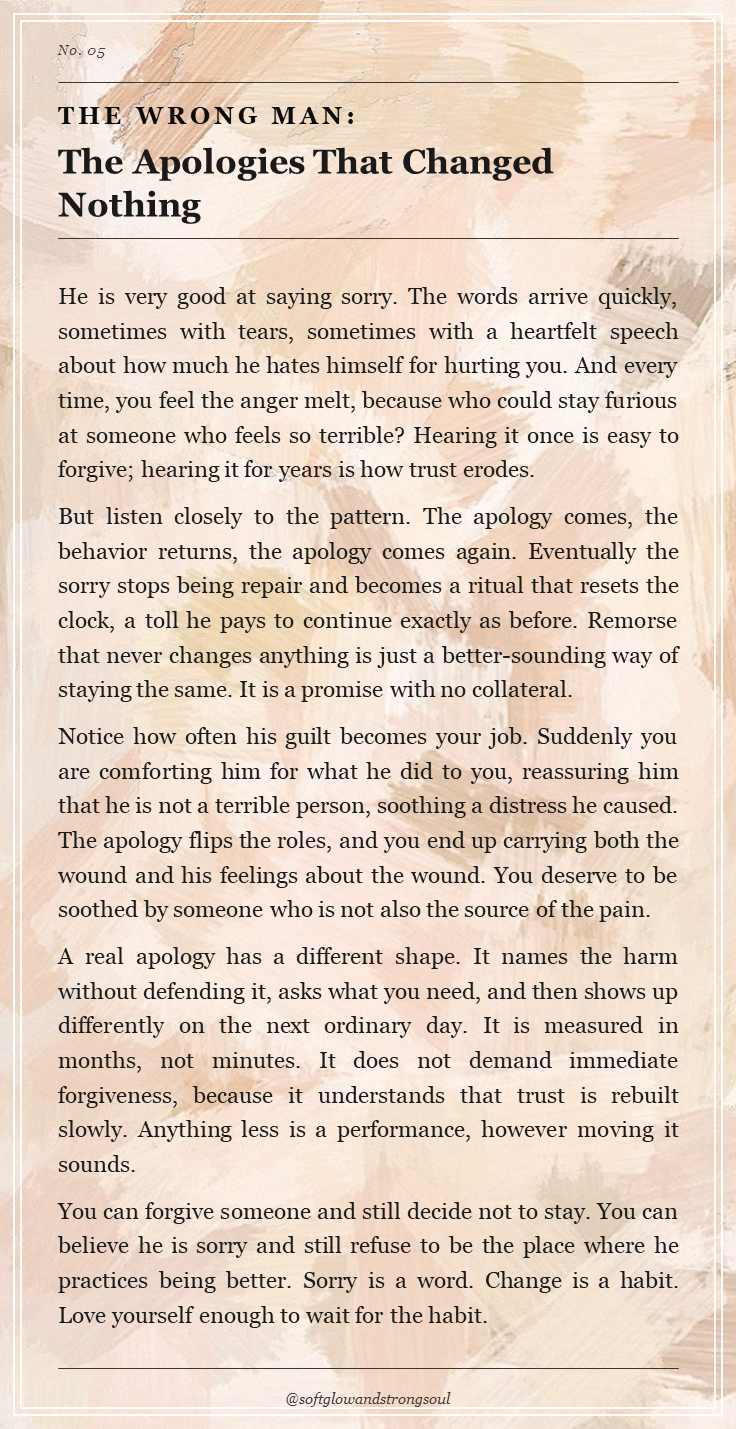 No. 05
THE WRONG MAN:
The Apologies That Changed
Nothing
He is very good at saying sorry. The words arrive quickly,
sometimes with tears, sometimes with a heartfelt speech
about how much he hates himself for hurting you. And every
time, you feel the anger melt, because who could stay furious
at someone who feels so terrible? Hearing it once is easy to
forgive; hearing it for years is how trust erodes.
But listen closely to the pattern. The apology comes, the
behavior returns, the apology comes again. Eventually the
sorry stops being repair and becomes a ritual that resets the
clock, a toll he pays to continue exactly as before. Remorse
that never changes anything is just a better-sounding way of
staying the same. It is a promise with no collateral.
Notice how often his guilt becomes your job. Suddenly you
are comforting him for what he did to you, reassuring him
that he is not a terrible person, soothing a distress he caused.
The apology flips the roles, and you end up carrying both the
wound and his feelings about the wound. You deserve to be
soothed by someone who is not also the source of the pain.
A real apology has a different shape. It names the harm
without defending it, asks what you need, and then shows up
differently on the next ordinary day. It is measured in
months, not minutes. It does not demand immediate
forgiveness, because it understands that trust is rebuilt
slowly. Anything less is a performance, however moving it
sounds.
You can forgive someone and still decide not to stay. You can
believe he is sorry and still refuse to be the place where he
practices being better. Sorry is a word. Change is a habit.
Love yourself enough to wait for the habit.
@softglowandstrongsoul